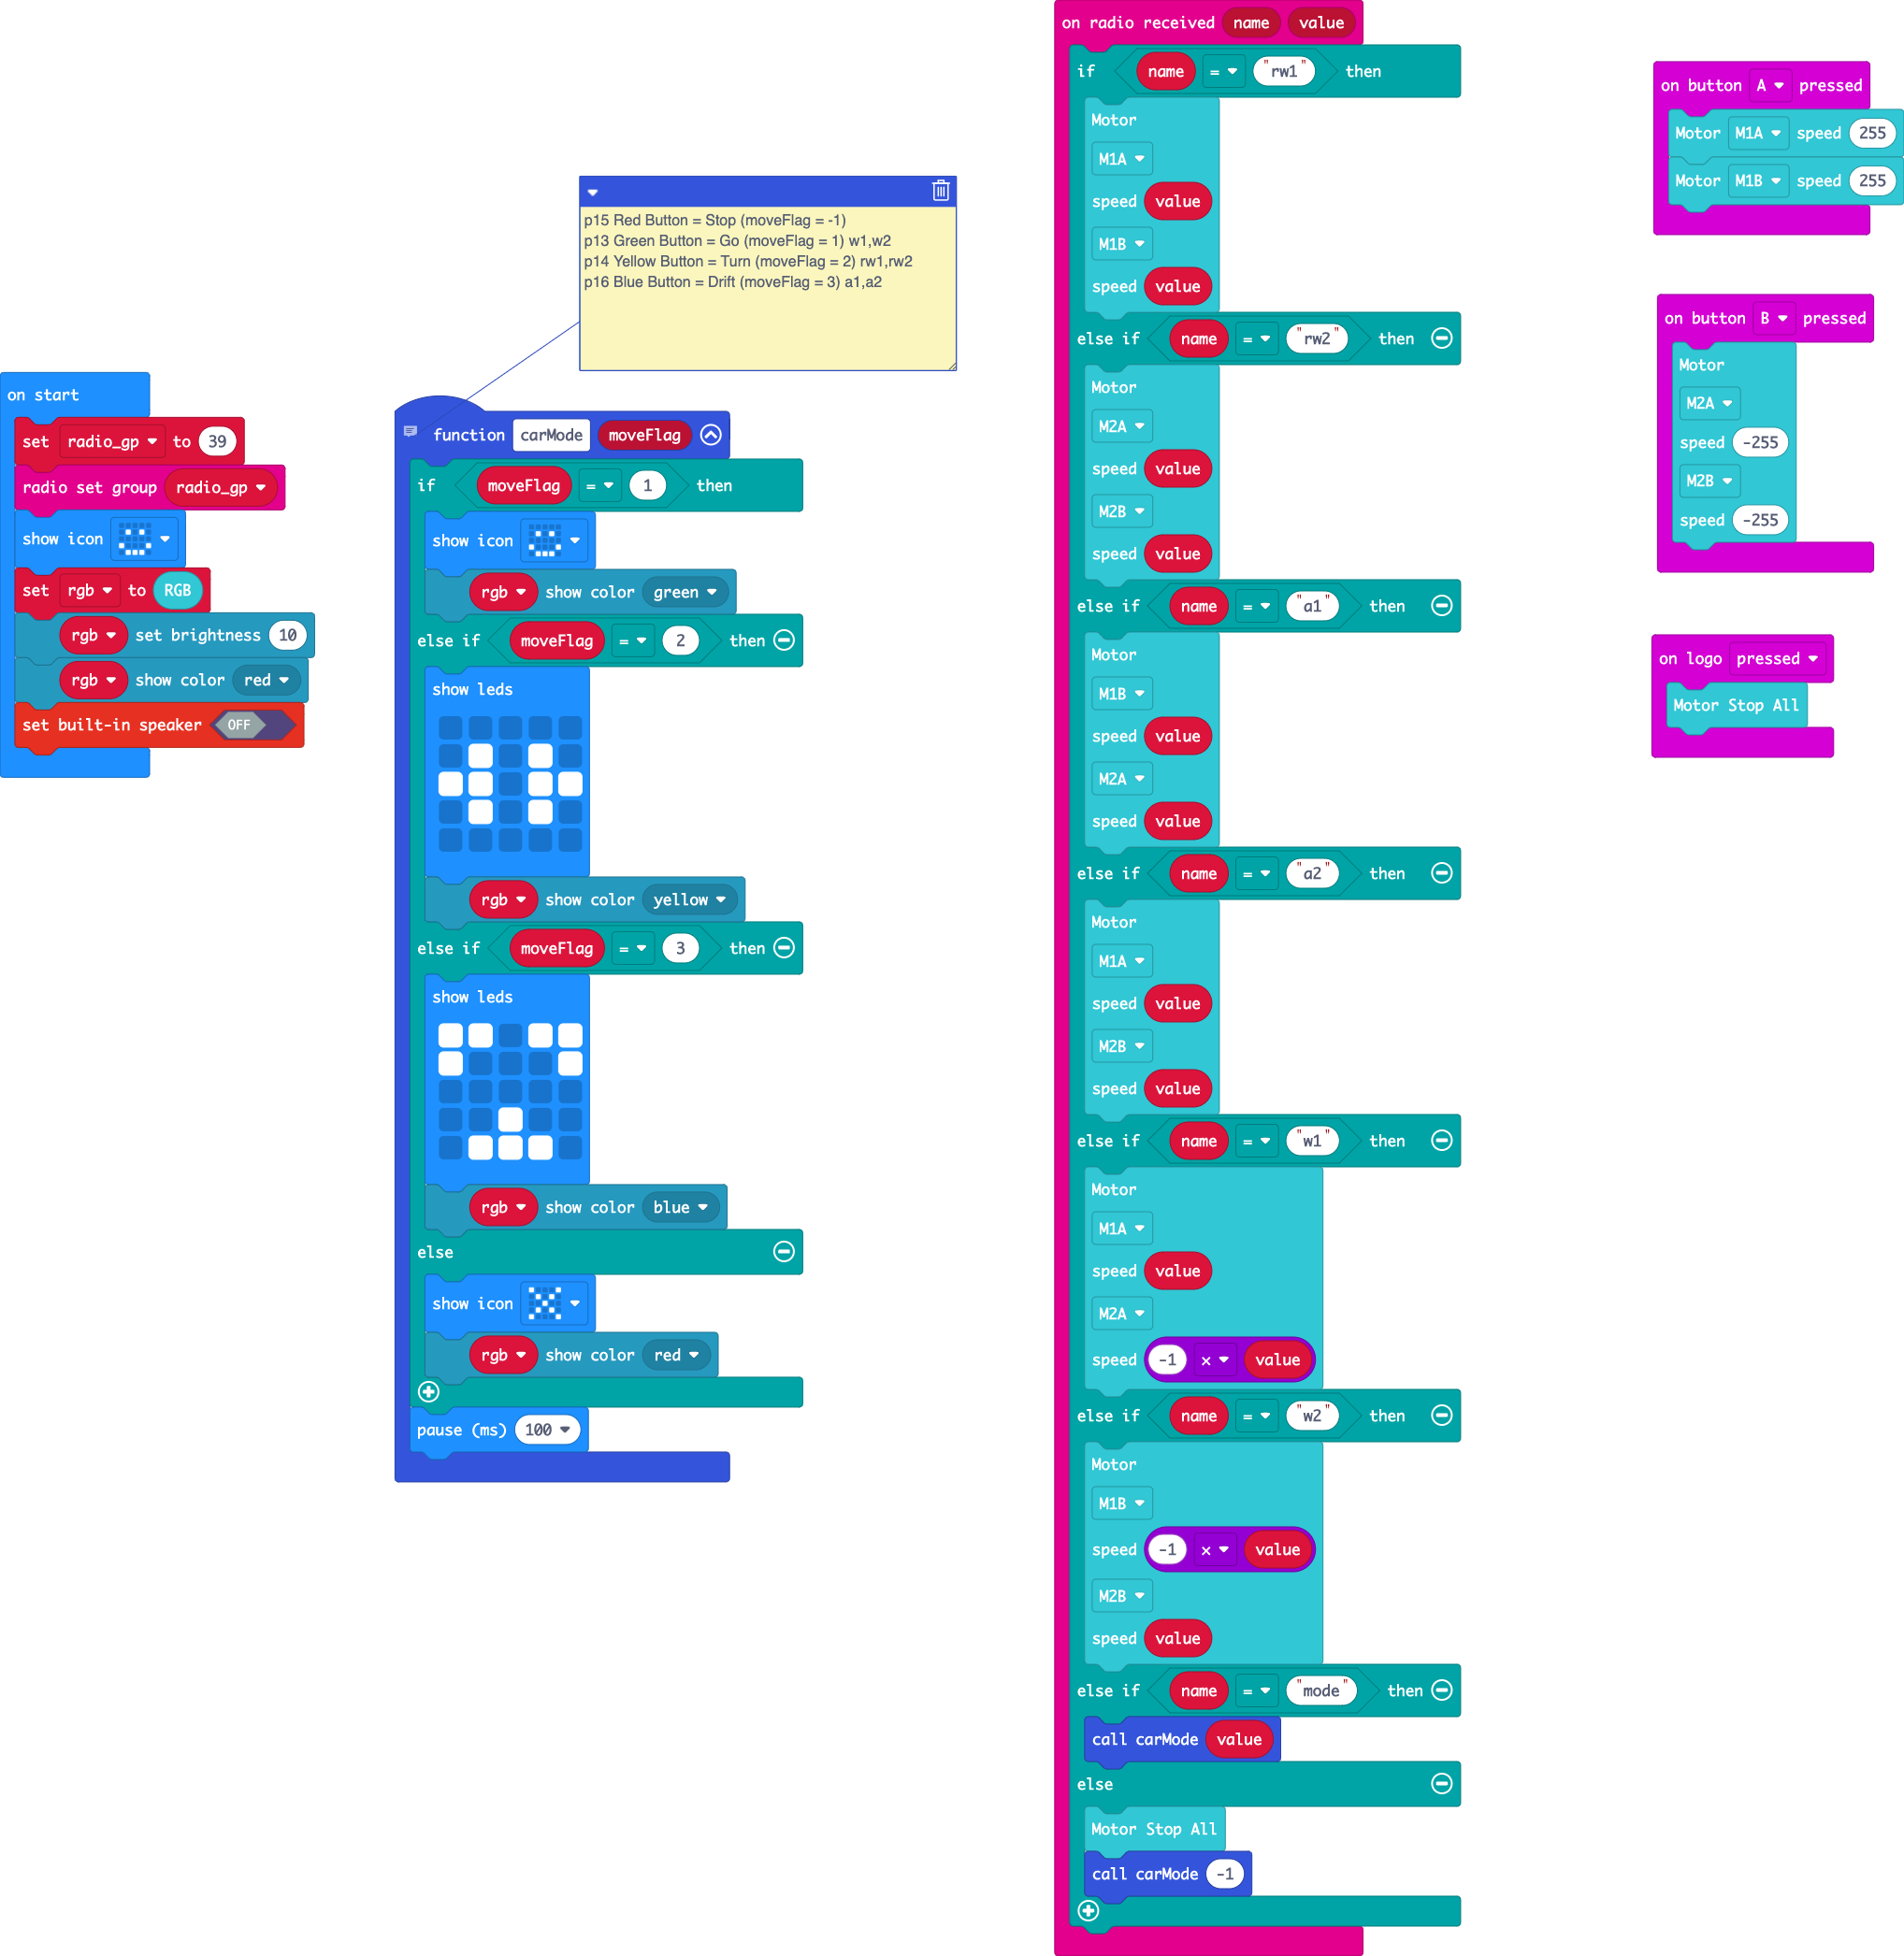 on start
set radio_gp to 39
radio set group radio_gp
show icon
set rgb to RGB
rgb set brightness 10
rgb show color red
set built-in speaker OFF
p15 Red Button = Stop (moveFlag = -1)
p13 Green Button = Go (moveFlag = 1) w1,w2
p14 Yellow Button = Turn (moveFlag = 2) rw1,rw2
p16 Blue Button = Drift (moveFlag = 3) a1,a2
function carMode moveFlag
if moveFlag = 1 then
show icon
rgb show color green
else if moveFlag = 2 then
show leds
rgb show color yellow
else if moveFlag = 3 then
show leds
rgb show color blue
else
show icon
rgb show color red
pause (ms) 100
on radio received name value
if name = "rw1" then
Motor
M1A
speed value
M1B
speed value
else if name = "rw2" then
Motor
M2A
speed value
M2B
speed value
else if name = "a1" then
Motor
M1B
speed value
M2A
speed value
else if name = "a2" then
Motor
M1A
speed value
M2B
speed value
else if name = "w1" then
Motor
M1A
speed value
M2A
speed -1 × value
else if name = "w2" then
Motor
M1B
speed -1 × value
M2B
speed value
else if name = "mode" then
call carMode value
else
Motor Stop All
call carMode -1
on button A pressed
Motor M1A speed 255
Motor M1B speed 255
on button B pressed
Motor
M2A
speed -255
M2B
speed -255
on logo pressed
Motor Stop All